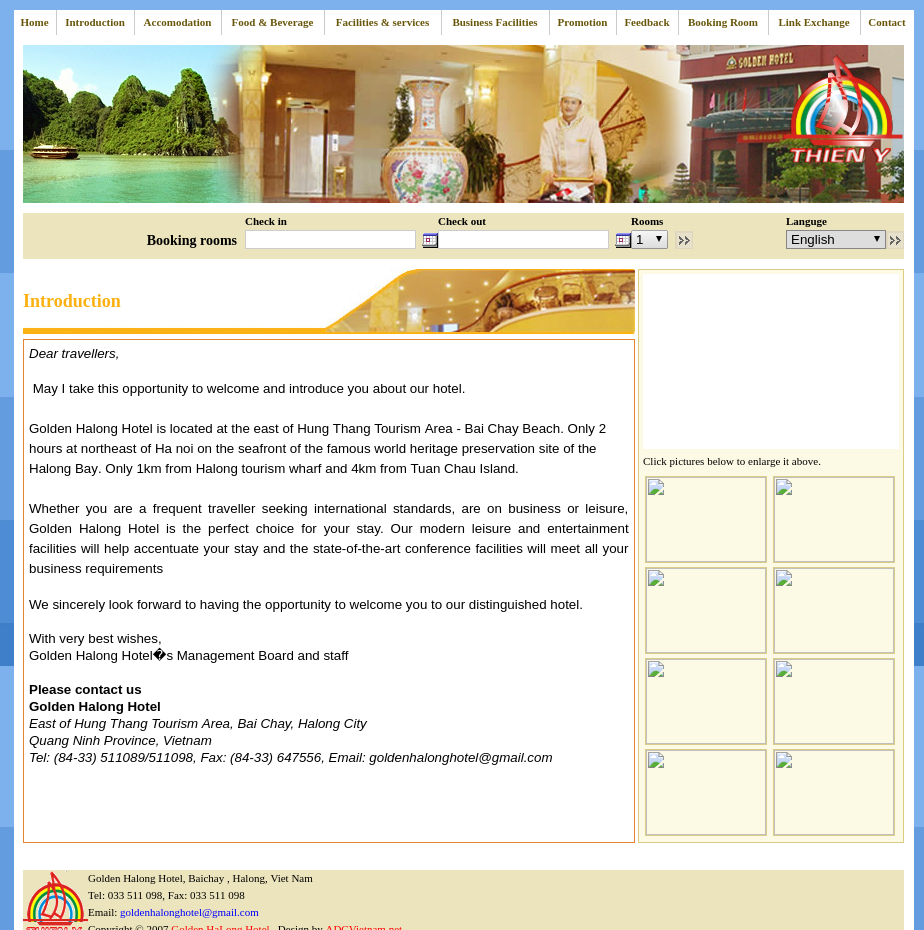 Home Introduction Accomodation Food & Beverage Facilities & services Business Facilities Promotion Feedback Booking Room Link Exchange Contact
GOLDEN HOTEL
THIEN Y
Check in Check out Rooms Languge
Booking rooms 1 English
Introduction
Dear travellers,
May I take this opportunity to welcome and introduce you about our hotel.
Golden Halong Hotel is located at the east of Hung Thang Tourism Area - Bai Chay Beach. Only 2
hours at northeast of Ha noi on the seafront of the famous world heritage preservation site of the
Halong Bay. Only 1km from Halong tourism wharf and 4km from Tuan Chau Island.
Whether you are a frequent traveller seeking international standards, are on business or leisure,
Golden Halong Hotel is the perfect choice for your stay. Our modern leisure and entertainment
facilities will help accentuate your stay and the state-of-the-art conference facilities will meet all your
business requirements
We sincerely look forward to having the opportunity to welcome you to our distinguished hotel.
With very best wishes,
Golden Halong Hotel�s Management Board and staff
Please contact us
Golden Halong Hotel
East of Hung Thang Tourism Area, Bai Chay, Halong City
Quang Ninh Province, Vietnam
Tel: (84-33) 511089/511098, Fax: (84-33) 647556, Email: goldenhalonghotel@gmail.com
Click pictures below to enlarge it above.
Golden Halong Hotel, Baichay , Halong, Viet Nam
Tel: 033 511 098, Fax: 033 511 098
Email: goldenhalonghotel@gmail.com
Copyright © 2007 Golden HaLong Hotel . Design by ADCVietnam.net